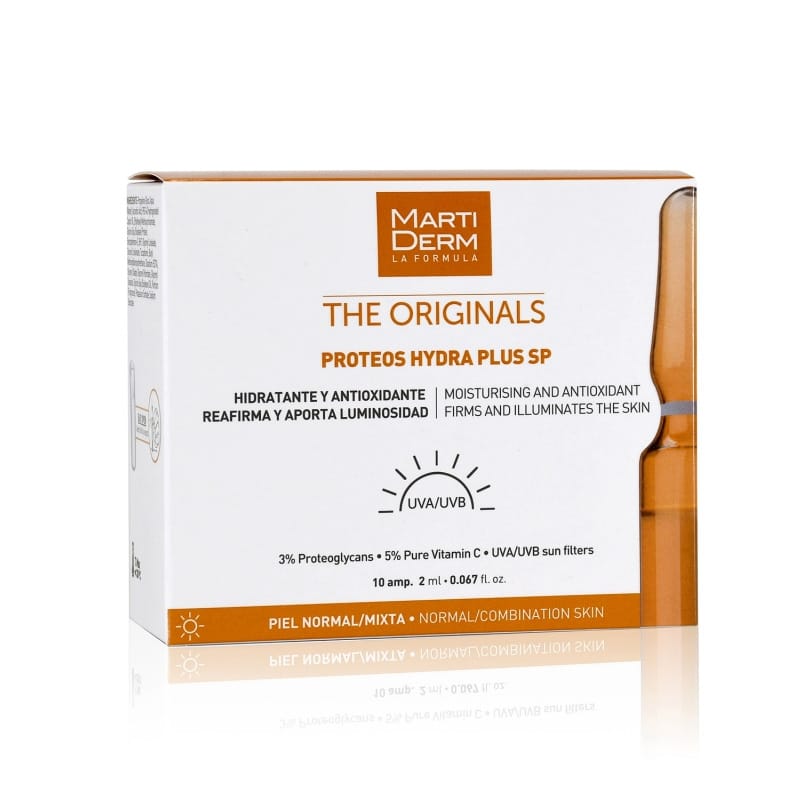 MARTI
DERM
LA FORMULA
THE ORIGINALS
PROTEOS HYDRA PLUS SP
HIDRATANTE Y ANTIOXIDANTE
REAFIRMA Y APORTA LUMINOSIDAD
MOISTURISING AND ANTIOXIDANT
FIRMS AND ILLUMINATES THE SKIN
UVA/UVB
3% Proteoglycans • 5% Pure Vitamin C • UVA/UVB sun filters
10 amp. 2 ml • 0.067 fl. oz.
PIEL NORMAL/MIXTA • NORMAL/COMBINATION SKIN